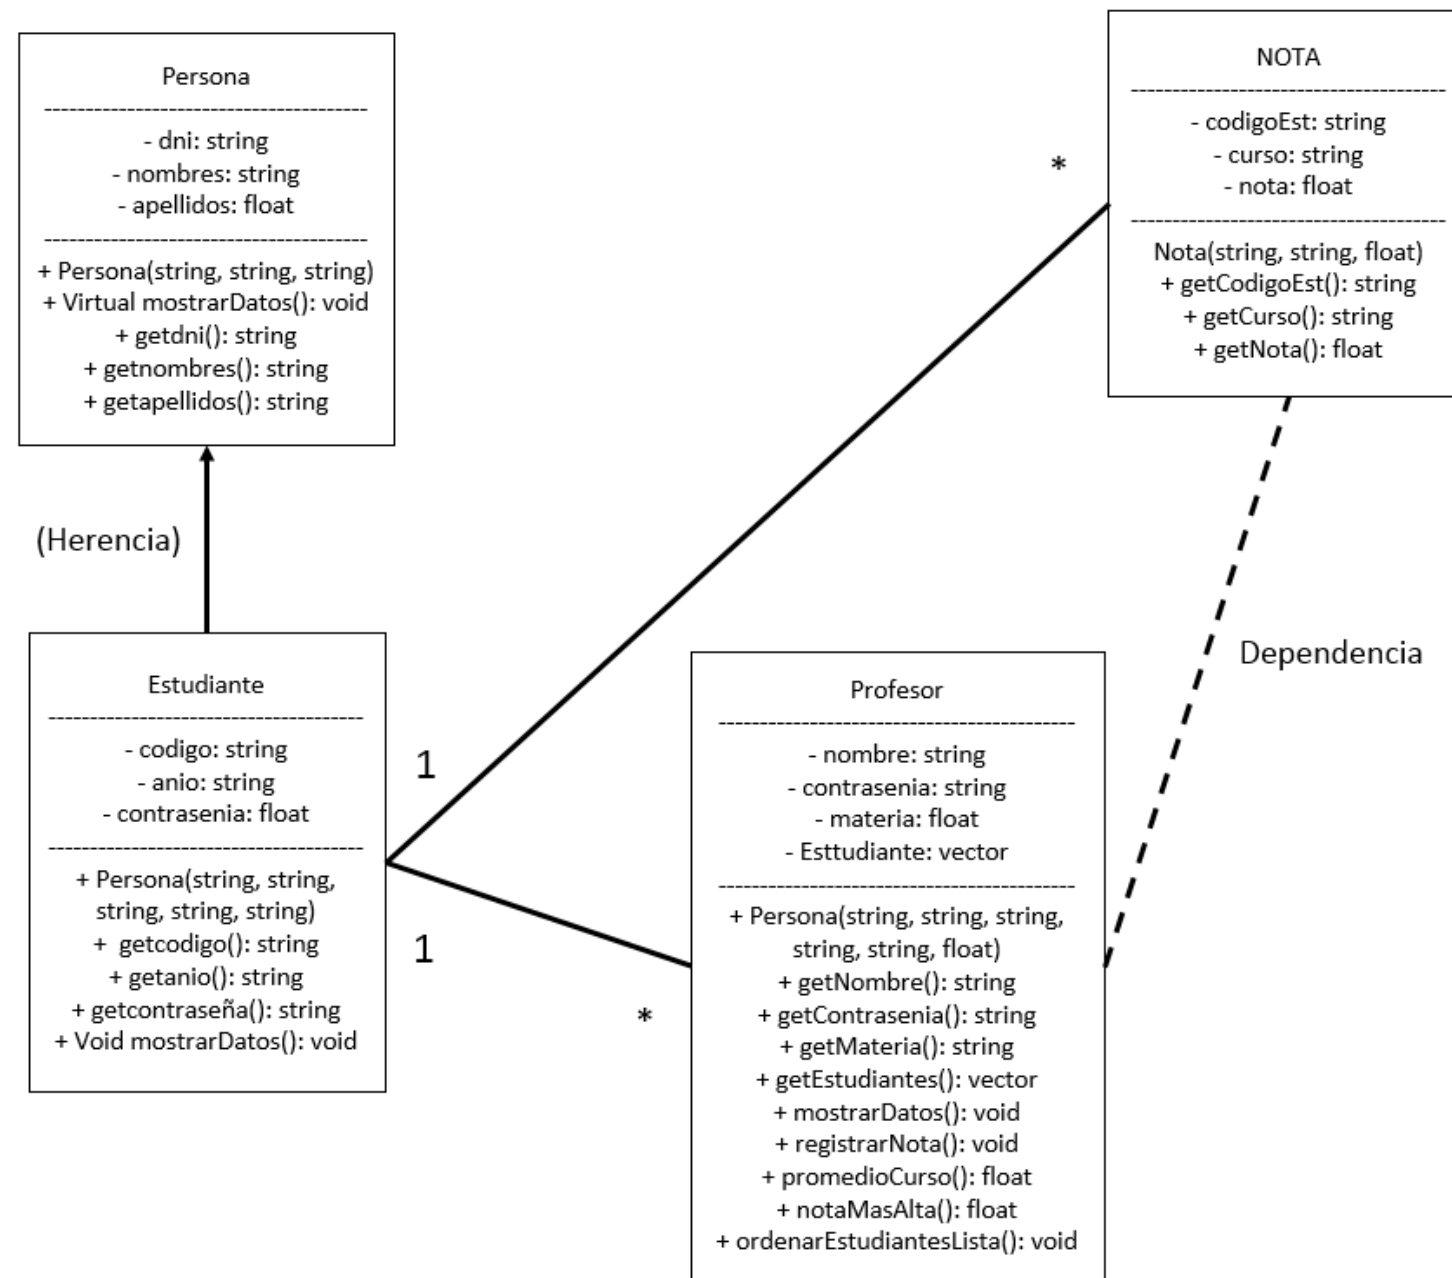 Persona
- dni: string
- nombres: string
- apellidos: float
+ Persona(string, string, string)
+ Virtual mostrarDatos(): void
+ getdni(): string
+ getnombres(): string
+ getapellidos(): string
NOTA
- codigoEst: string
- curso: string
- nota: float
Nota(string, string, float)
+ getCodigoEst(): string
+ getCurso(): string
+ getNota(): float
*
(Herencia)
Dependencia
Estudiante
- codigo: string
- anio: string
- contrasenia: float
+ Persona(string, string,
string, string, string)
+ getcodigo(): string
+ getanio(): string
+ getcontraseña(): string
+ Void mostrarDatos(): void
1
1
*
Profesor
- nombre: string
- contrasenia: string
- materia: float
- Esttudiante: vector
+ Persona(string, string, string,
string, string, float)
+ getNombre(): string
+ getContrasenia(): string
+ getMateria(): string
+ getEstudiantes(): vector
+ mostrarDatos(): void
+ registrarNota(): void
+ promedioCurso(): float
+ notaMasAlta(): float
+ ordenarEstudiantesLista(): void